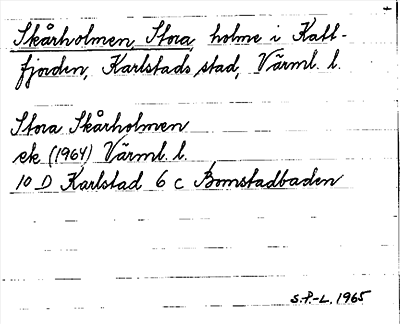 Skårholmen, Stora, holme i Katt-
fjorden, Karlstads stad, Värml. l.
Stora Skårholmen
ek (1964) Värml. l.
10 D Karlstad 6 c Bomstadbaden
S.P.-L. 1965